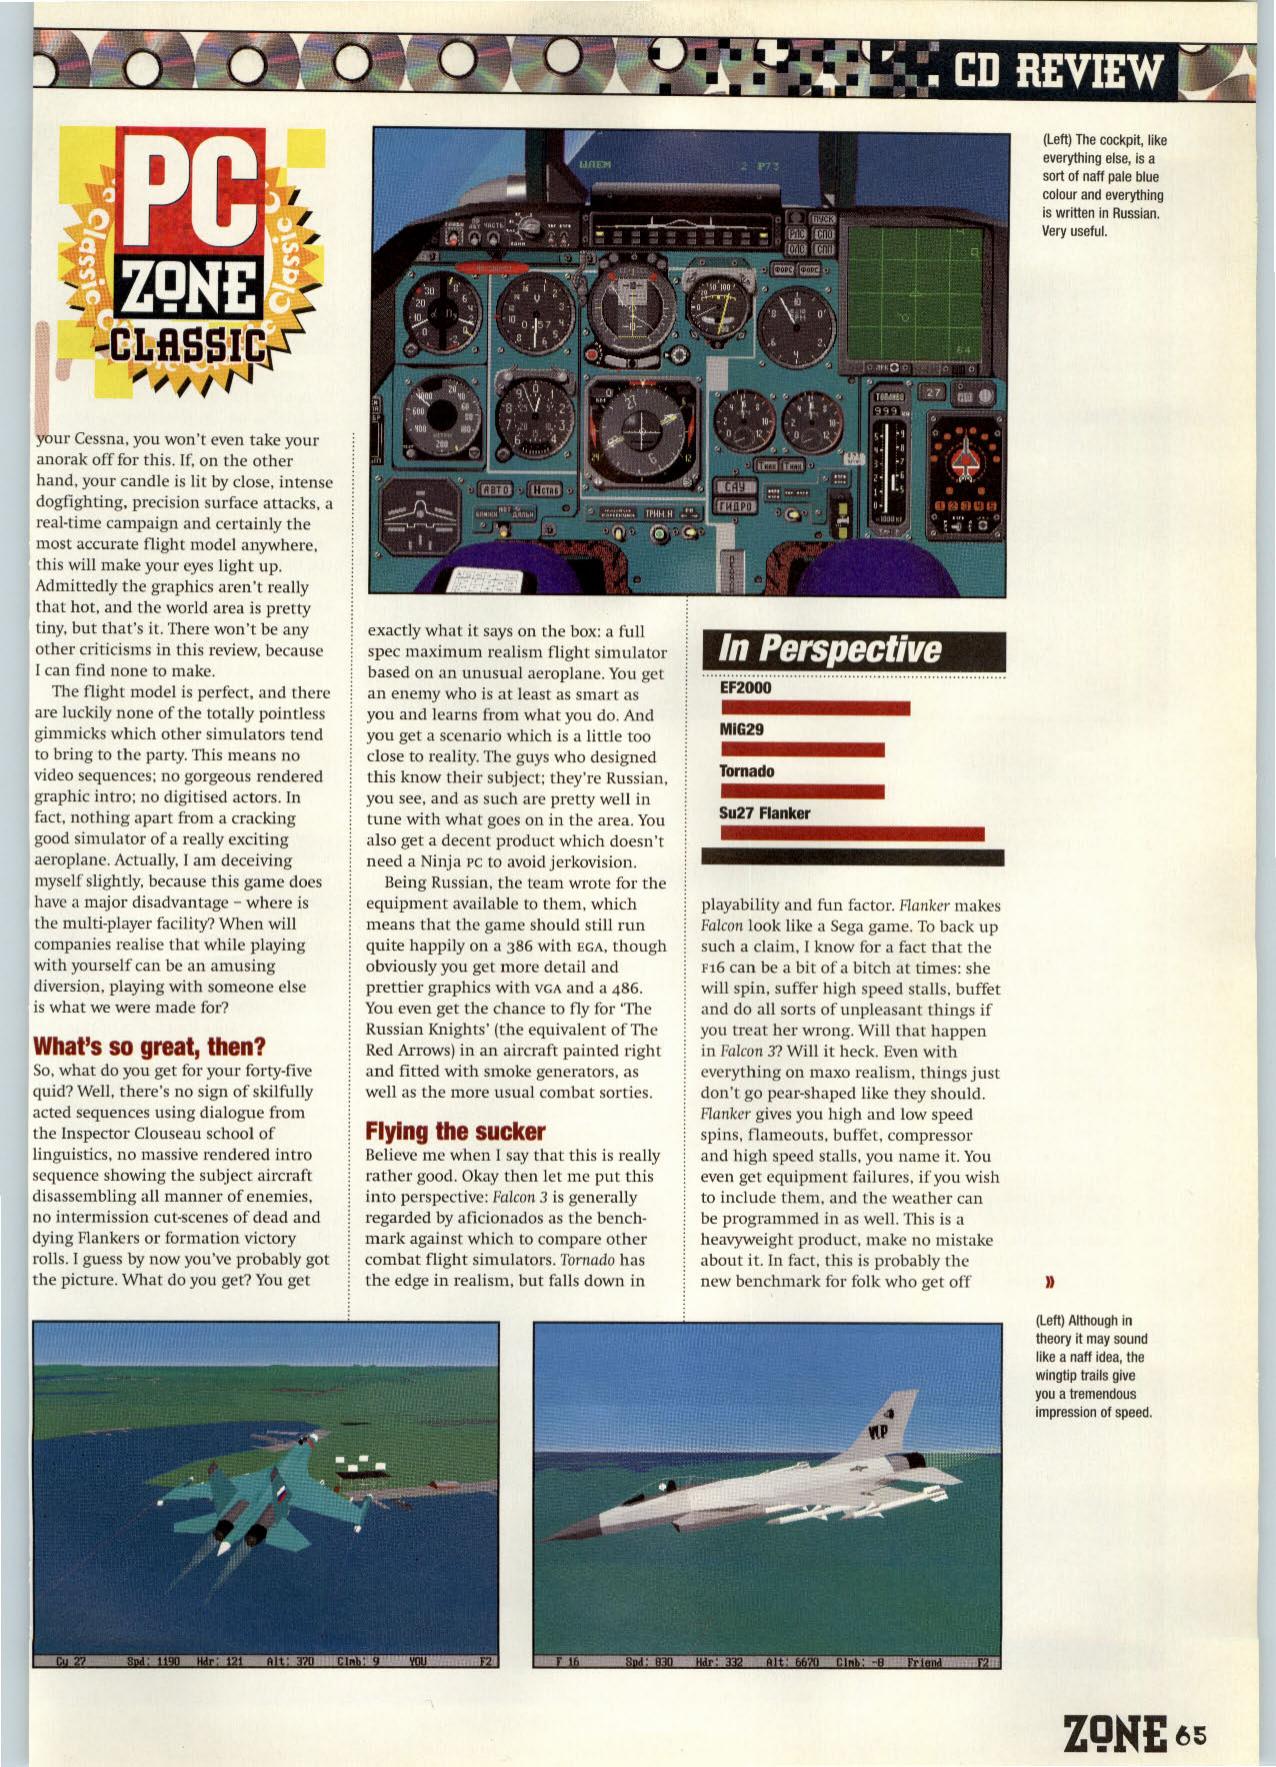 CD REVIEW
PC
ZONE
CLASSIC
Classic
Classic
(Left) The cockpit, like
everything else, is a
sort of naff pale blue
colour and everything
is written in Russian.
Very useful.
your Cessna, you won't even take your
anorak off for this. If, on the other
hand, your candle is lit by close, intense
dogfighting, precision surface attacks, a
real-time campaign and certainly the
most accurate flight model anywhere,
this will make your eyes light up.
Admittedly the graphics aren't really
that hot, and the world area is pretty
tiny, but that's it. There won't be any
other criticisms in this review, because
I can find none to make.
The flight model is perfect, and there
are luckily none of the totally pointless
gimmicks which other simulators tend
to bring to the party. This means no
video sequences; no gorgeous rendered
graphic intro; no digitised actors. In
fact, nothing apart from a cracking
good simulator of a really exciting
aeroplane. Actually, I am deceiving
myself slightly, because this game does
have a major disadvantage – where is
the multi-player facility? When will
companies realise that while playing
with yourself can be an amusing
diversion, playing with someone else
is what we were made for?
What's so great, then?
So, what do you get for your forty-five
quid? Well, there's no sign of skilfully
acted sequences using dialogue from
the Inspector Clouseau school of
linguistics, no massive rendered intro
sequence showing the subject aircraft
disassembling all manner of enemies,
no intermission cut-scenes of dead and
dying Flankers or formation victory
rolls. I guess by now you've probably got
the picture. What do you get? You get
exactly what it says on the box: a full
spec maximum realism flight simulator
based on an unusual aeroplane. You get
an enemy who is at least as smart as
you and learns from what you do. And
you get a scenario which is a little too
close to reality. The guys who designed
this know their subject; they're Russian,
you see, and as such are pretty well in
tune with what goes on in the area. You
also get a decent product which doesn't
need a Ninja PC to avoid jerkovision.
Being Russian, the team wrote for the
equipment available to them, which
means that the game should still run
quite happily on a 386 with EGA, though
obviously you get more detail and
prettier graphics with VGA and a 486.
You even get the chance to fly for 'The
Russian Knights' (the equivalent of The
Red Arrows) in an aircraft painted right
and fitted with smoke generators, as
well as the more usual combat sorties.
Flying the sucker
Believe me when I say that this is really
rather good. Okay then let me put this
into perspective: Falcon 3 is generally
regarded by aficionados as the bench-
mark against which to compare other
combat flight simulators. Tornado has
the edge in realism, but falls down in
In Perspective
EF2000
MiG29
Tornado
Su27 Flanker
playability and fun factor. Flanker makes
Falcon look like a Sega game. To back up
such a claim, I know for a fact that the
F16 can be a bit of a bitch at times: she
will spin, suffer high speed stalls, buffet
and do all sorts of unpleasant things if
you treat her wrong. Will that happen
in Falcon 3? Will it heck. Even with
everything on maxo realism, things just
don't go pear-shaped like they should.
Flanker gives you high and low speed
spins, flameouts, buffet, compressor
and high speed stalls, you name it. You
even get equipment failures, if you wish
to include them, and the weather can
be programmed in as well. This is a
heavyweight product, make no mistake
about it. In fact, this is probably the
new benchmark for folk who get off
»
(Left) Although in
theory it may sound
like a naff idea, the
wingtip trails give
you a tremendous
impression of speed.
ШЛЕМ 2 Р73
ПУСК
ФОРС ФОРС
АВТО
САУ
ГИДРО
27
64
999
WP
Су 27 Spd: 1190 Hdr: 121 Alt: 370 Clmb: 9 YOU F2
F 16 Spd: 830 Hdr: 332 Alt: 6670 Clmb: -8 Friend F2
ZONE 65